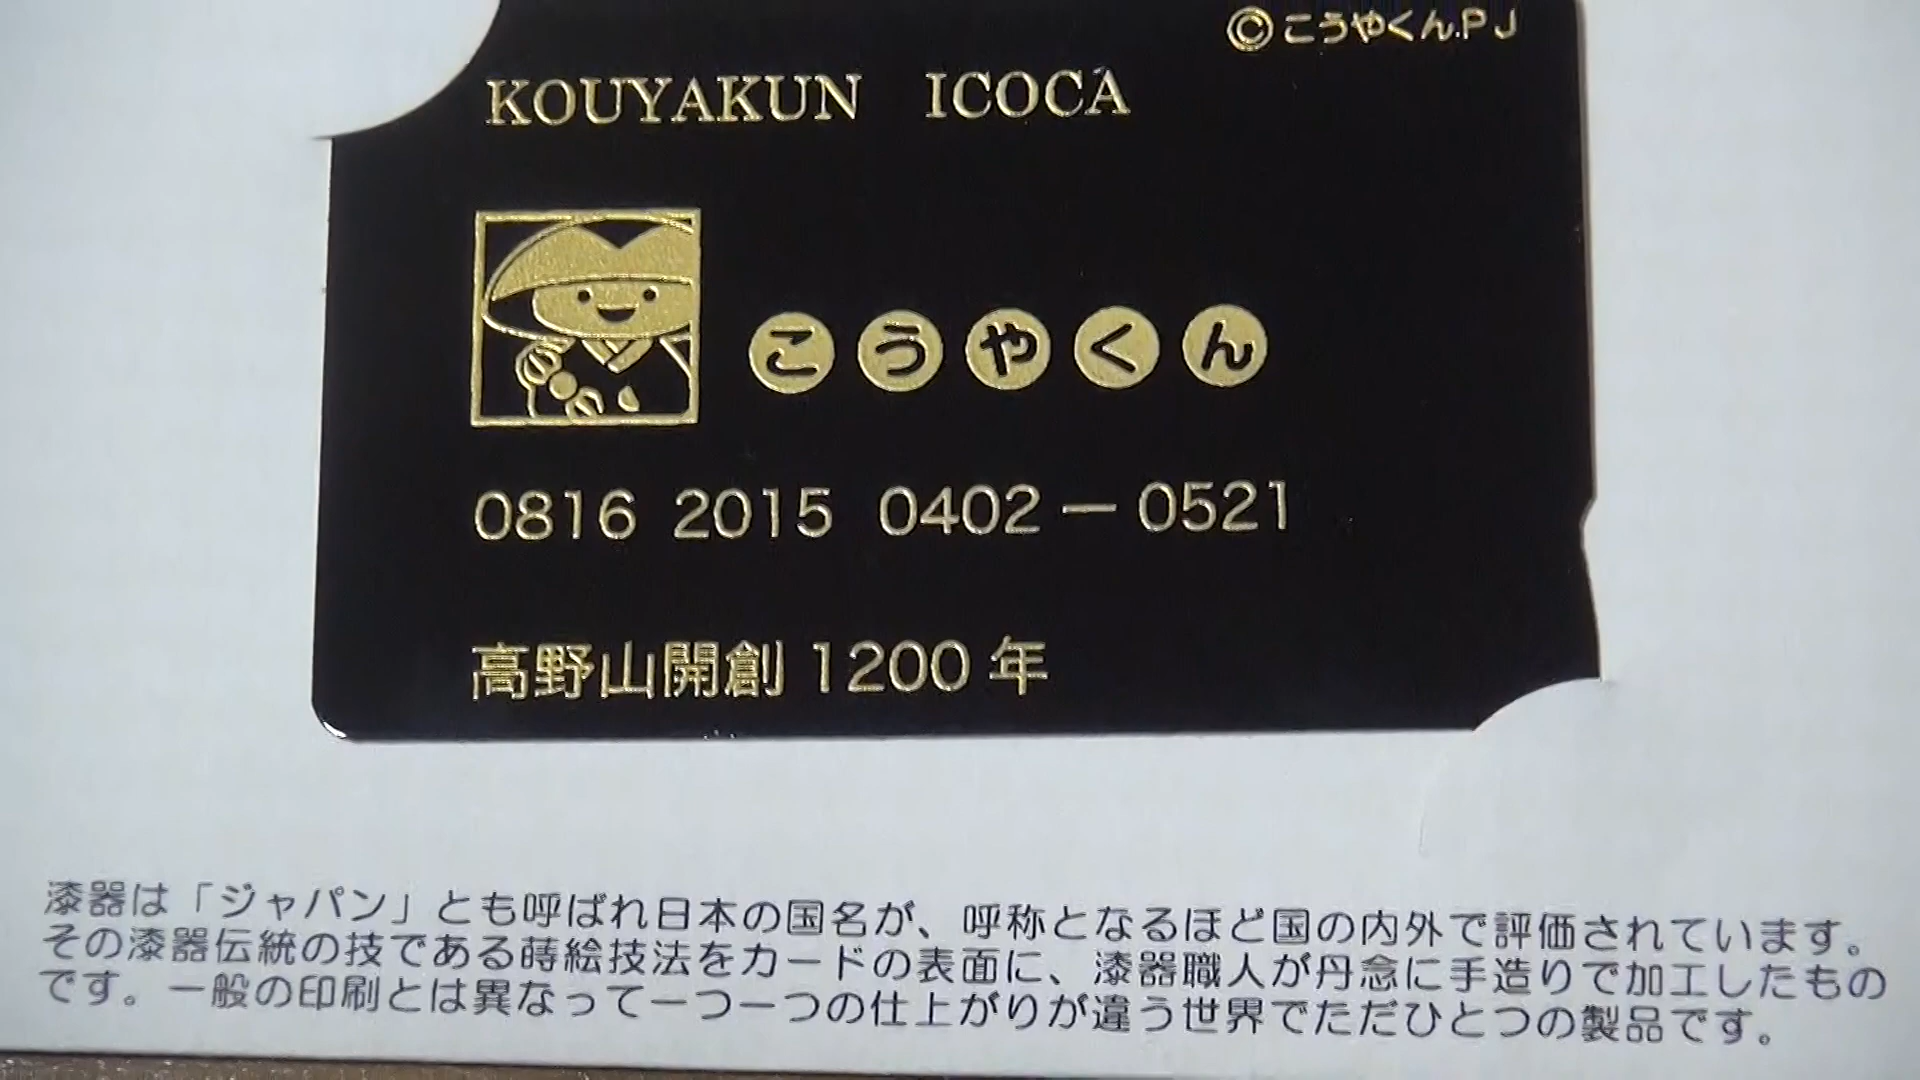 ©こうやくん.PJ
KOUYAKUN ICOCA
こうやくん
0816 2015 0402－0521
高野山開創1200年
漆器は「ジャパン」とも呼ばれ日本の国名が、呼称となるほど国の内外で評価されています。
その漆器伝統の技である蒔絵技法をカードの表面に、漆器職人が丹念に手造りで加工したもの
です。一般の印刷とは異なって一つ一つの仕上がりが違う世界でただひとつの製品です。